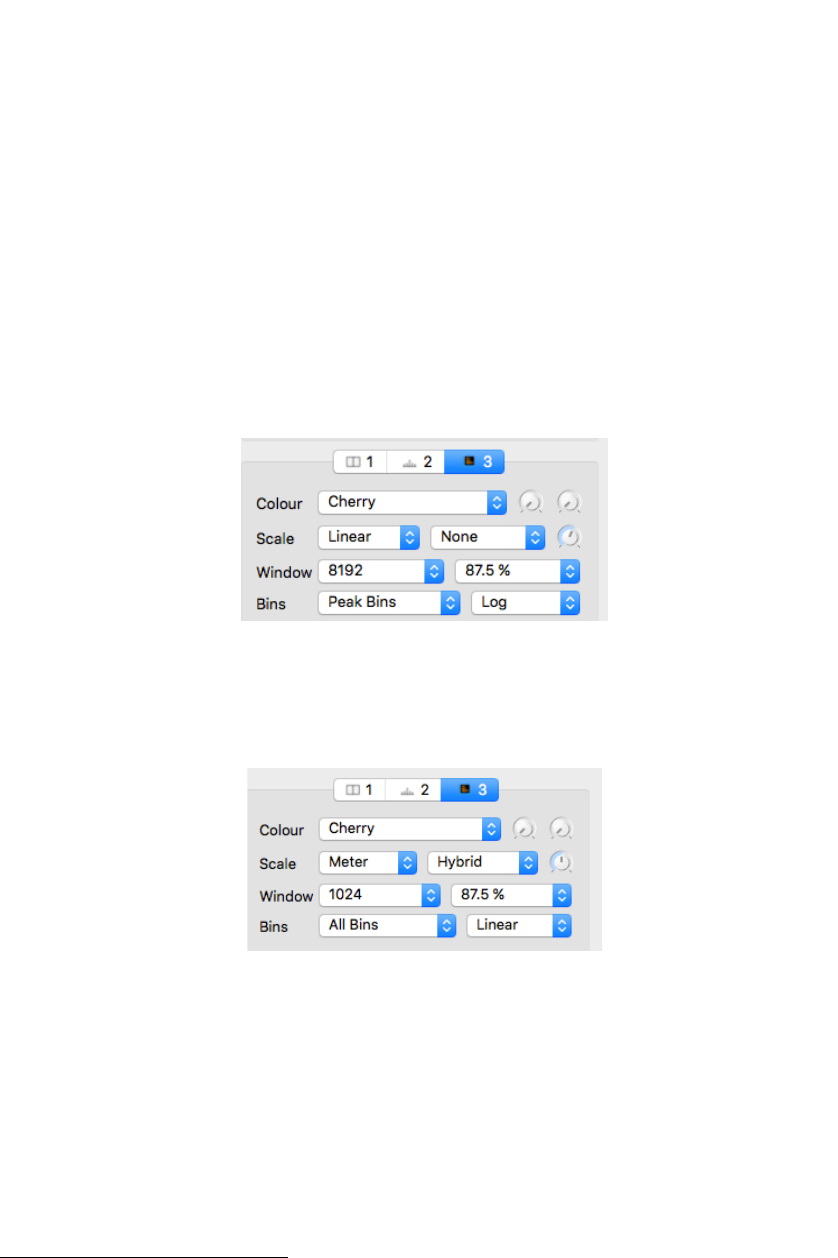 1 2 3
Colour Cherry
Scale Linear None
Window 8192 87.5 %
Bins Peak Bins Log
1 2 3
Colour Cherry
Scale Meter Hybrid
Window 1024 87.5 %
Bins All Bins Linear